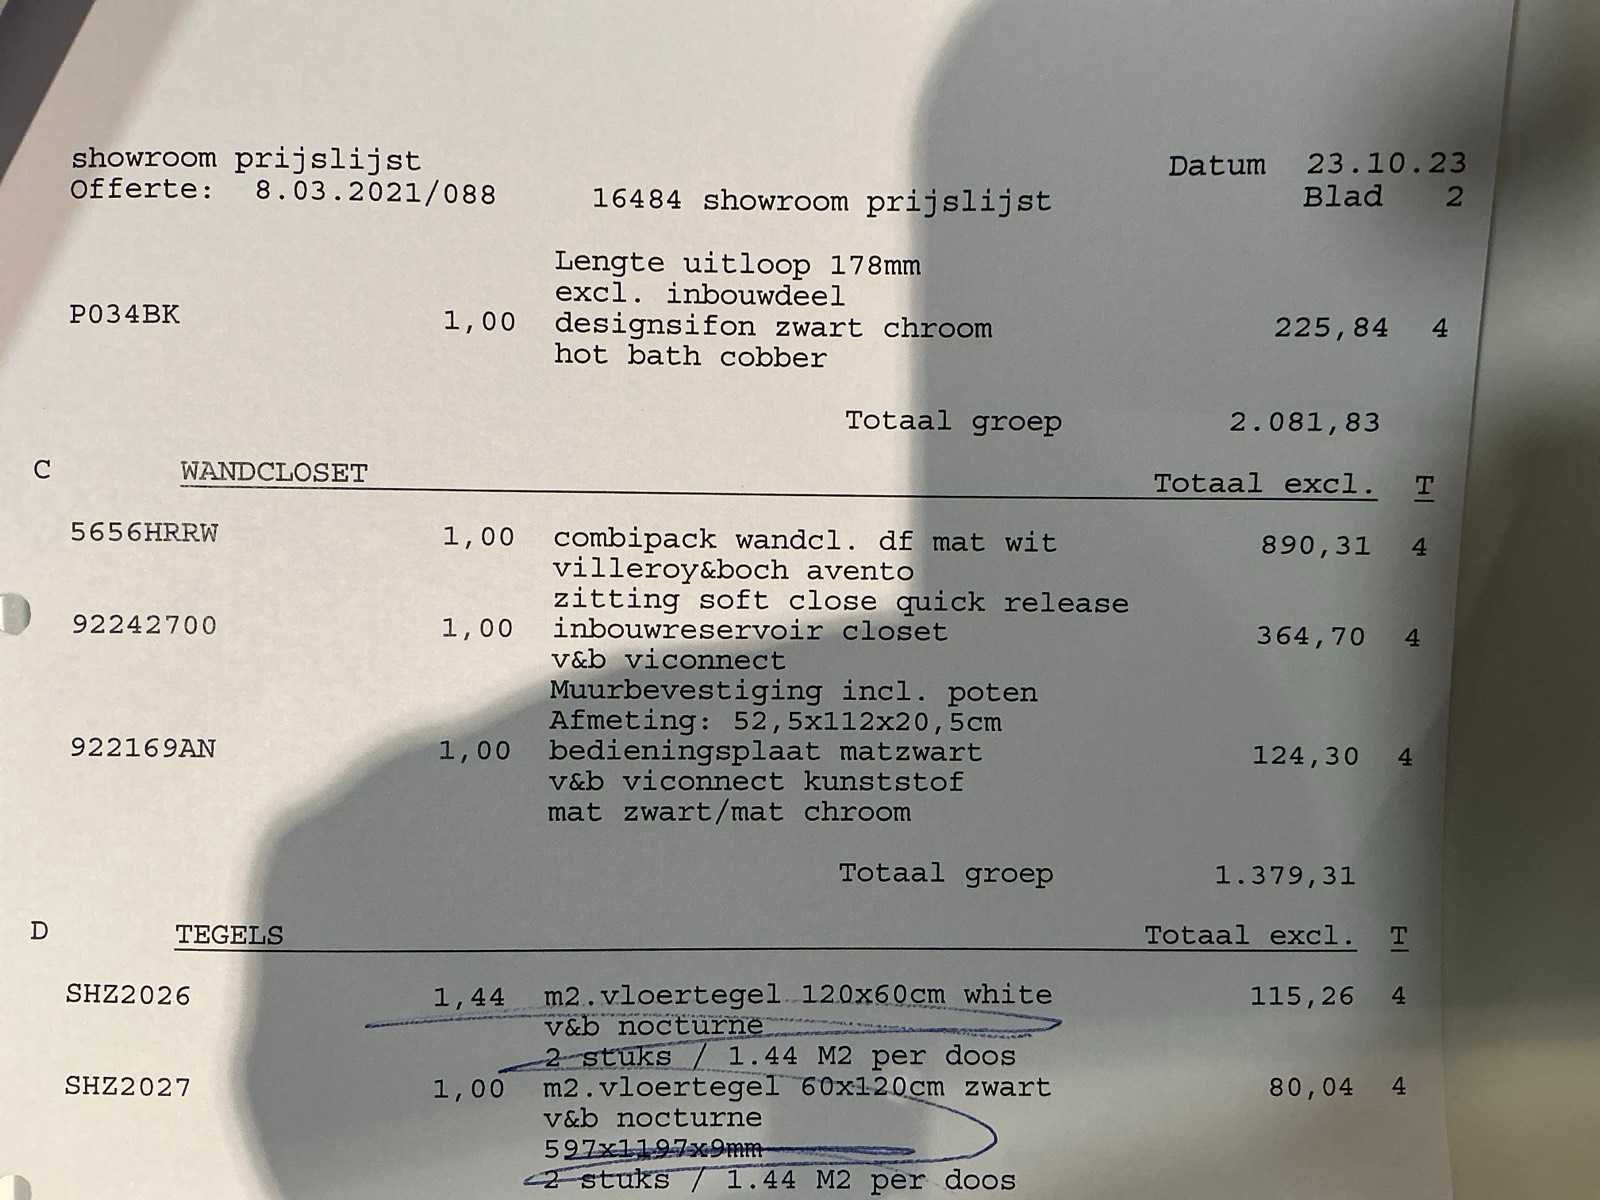 showroom prijslijst
Datum 23.10.23
Offerte: 8.03.2021/088 16484 showroom prijslijst Blad 2
Lengte uitloop 178mm
excl. inbouwdeel
P034BK 1,00 designsifon zwart chroom 225,84 4
hot bath cobber
Totaal groep 2.081,83
C WANDCLOSET Totaal excl. T
5656HRRW 1,00 combipack wandcl. df mat wit 890,31 4
villeroy&boch avento
zitting soft close quick release
92242700 1,00 inbouwreservoir closet 364,70 4
v&b viconnect
Muurbevestiging incl. poten
Afmeting: 52,5x112x20,5cm
922169AN 1,00 bedieningsplaat matzwart 124,30 4
v&b viconnect kunststof
mat zwart/mat chroom
Totaal groep 1.379,31
D TEGELS Totaal excl. T
SHZ2026 1,44 m2.vloertegel 120x60cm white 115,26 4
v&b nocturne
2 stuks / 1.44 M2 per doos
SHZ2027 1,00 m2.vloertegel 60x120cm zwart 80,04 4
v&b nocturne
597x1197x9mm
2 stuks / 1.44 M2 per doos